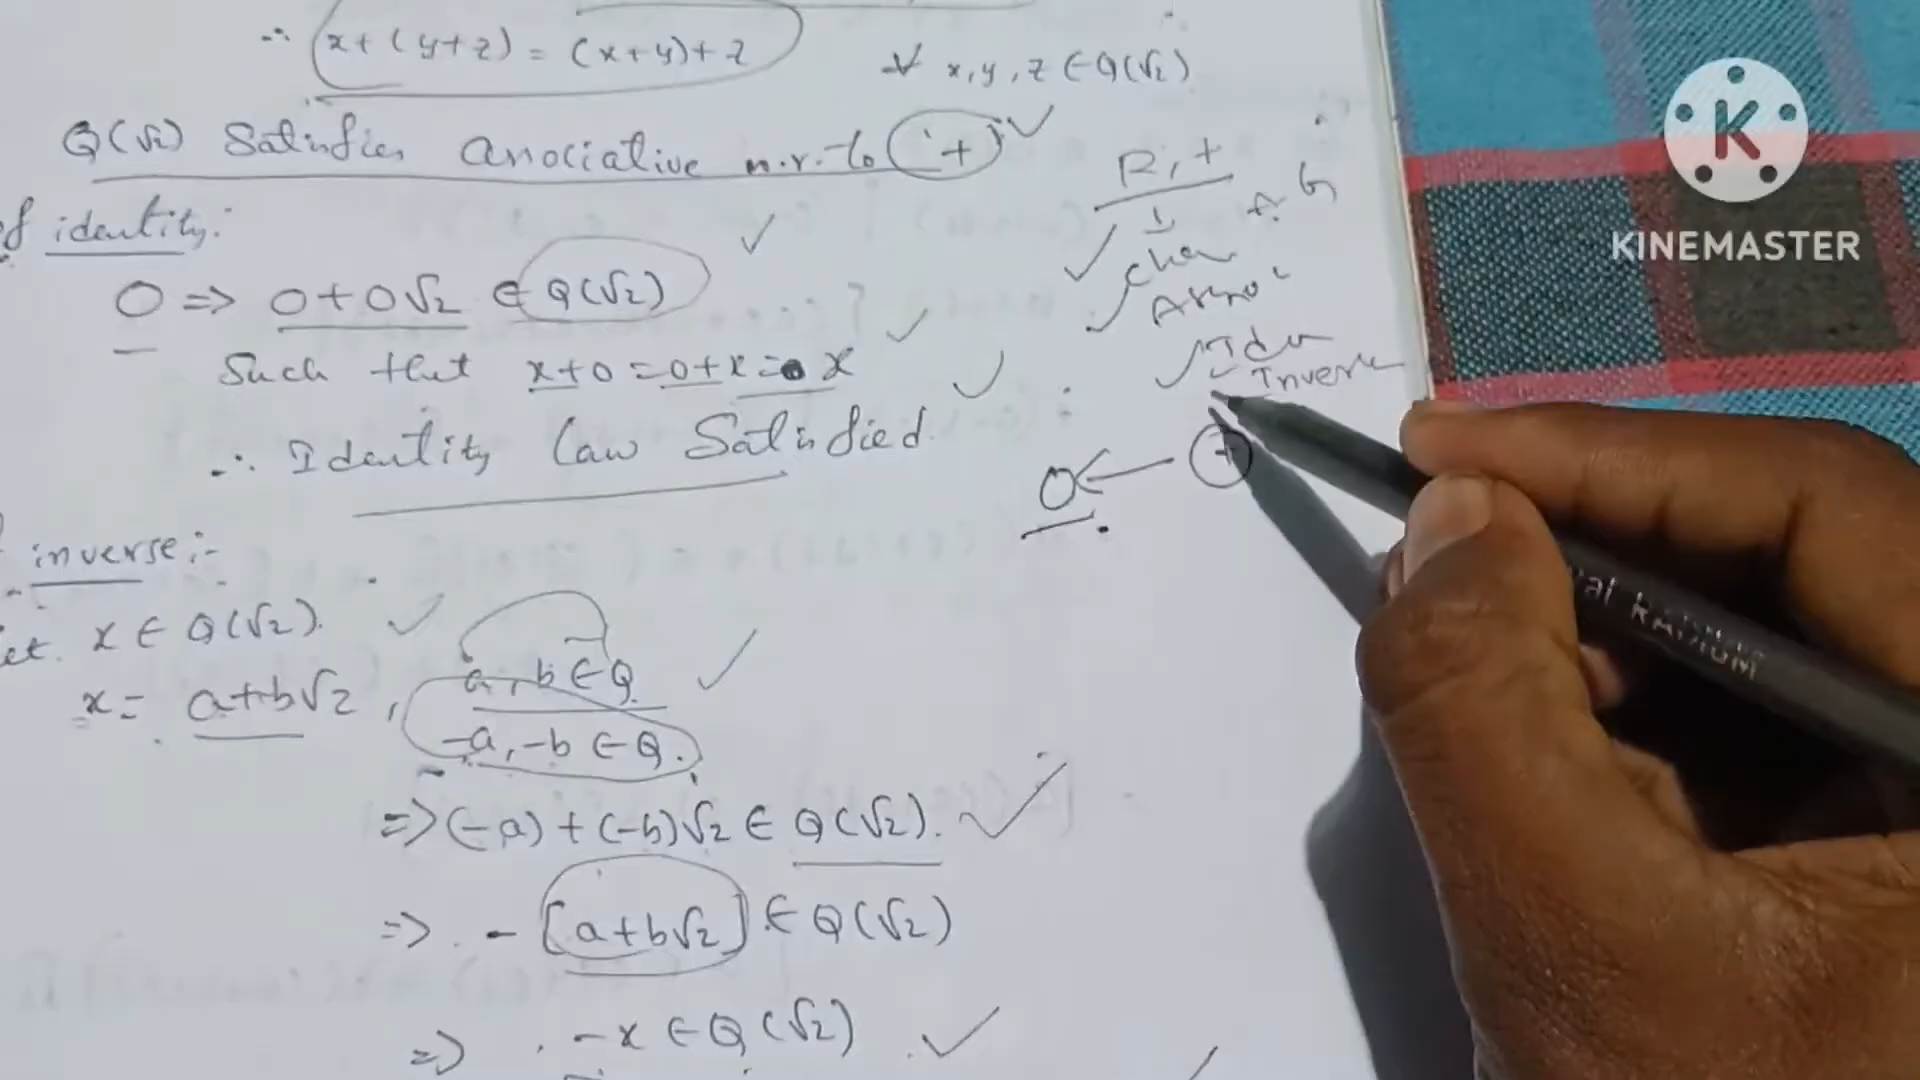 ∴ x+(y+z) = (x+y)+z ∀ x,y,z ∈ Q(√2)
Q(√2) Satisfies associative w.r.to '+'
of identity:
0 => 0+0√2 ∈ Q(√2)
Such that x+0=0+x= x
∴ Identity law Satisfied.
inverse:-
x ∈ Q(√2).
x= a+b√2, a, b ∈ Q
-a, -b ∈ Q.
=> (-a)+(-b)√2 ∈ Q(√2).
=> -[a+b√2] ∈ Q(√2)
=> -x ∈ Q(√2)
R, +
A. G
Inverse
+
0
K
KINEMASTER